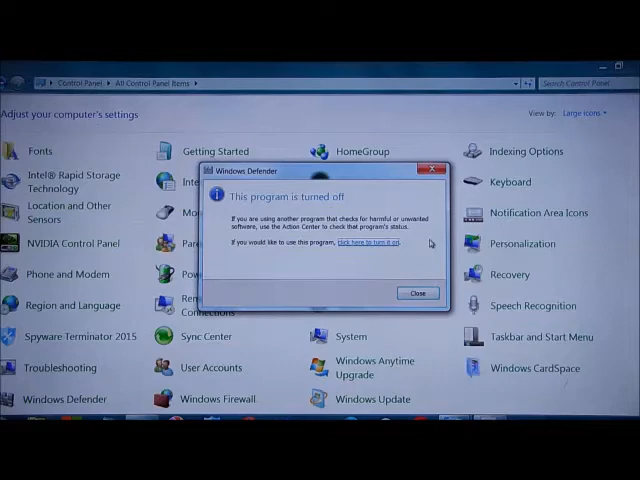 Control Panel ▸ All Control Panel Items ▸
Search Control Panel
Adjust your computer's settings
View by: Large icons
Fonts
Getting Started
HomeGroup
Indexing Options
Intel® Rapid Storage
Technology
Keyboard
Location and Other
Sensors
Notification Area Icons
NVIDIA Control Panel
Personalization
Phone and Modem
Recovery
Region and Language
Connections
Speech Recognition
Spyware Terminator 2015
Sync Center
System
Taskbar and Start Menu
Troubleshooting
User Accounts
Windows Anytime
Upgrade
Windows CardSpace
Windows Defender
Windows Firewall
Windows Update
Windows Defender
This program is turned off
If you are using another program that checks for harmful or unwanted
software, use the Action Center to check that program's status.
If you would like to use this program, click here to turn it on.
Close